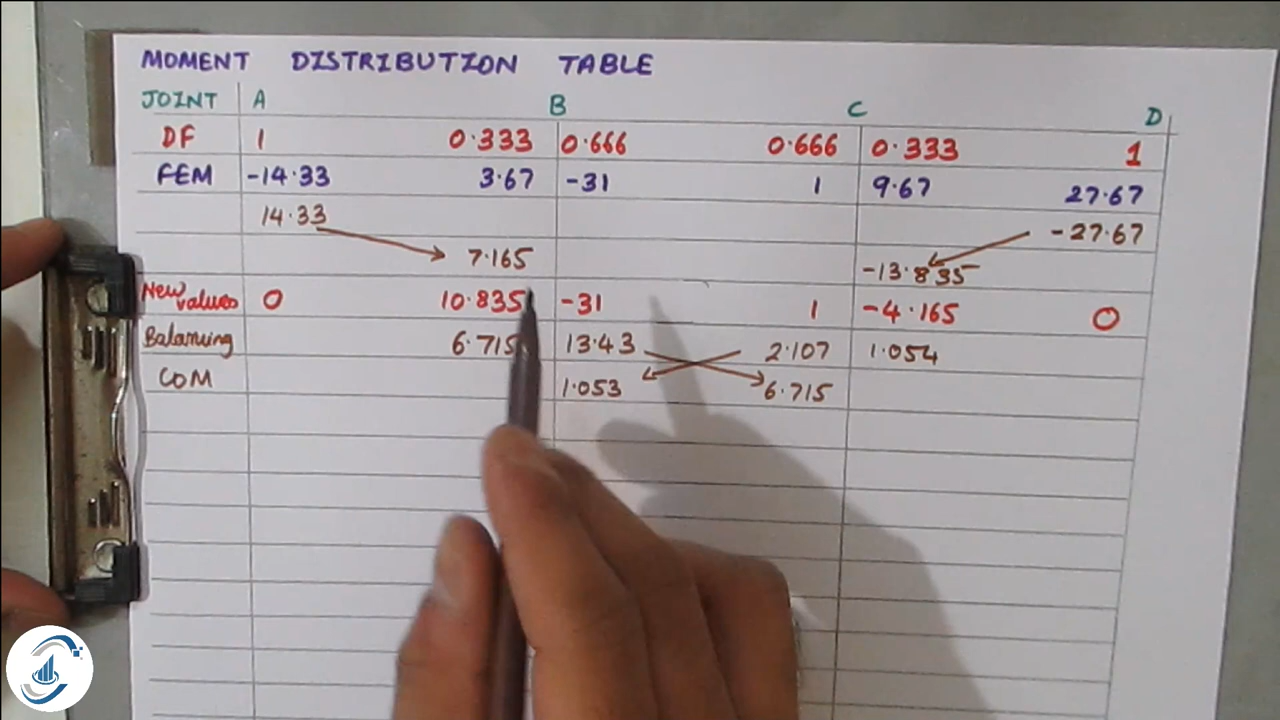 MOMENT DISTRIBUTION TABLE
JOINT A B C D
DF 1 0.333 0.666 0.666 0.333 1
FEM -14.33 3.67 -31 1 9.67 27.67
14.33 -27.67
7.165 -13.835
New values 0 10.835 -31 1 -4.165 0
Balancing 6.715 13.43 2.107 1.054
COM 1.053 6.715